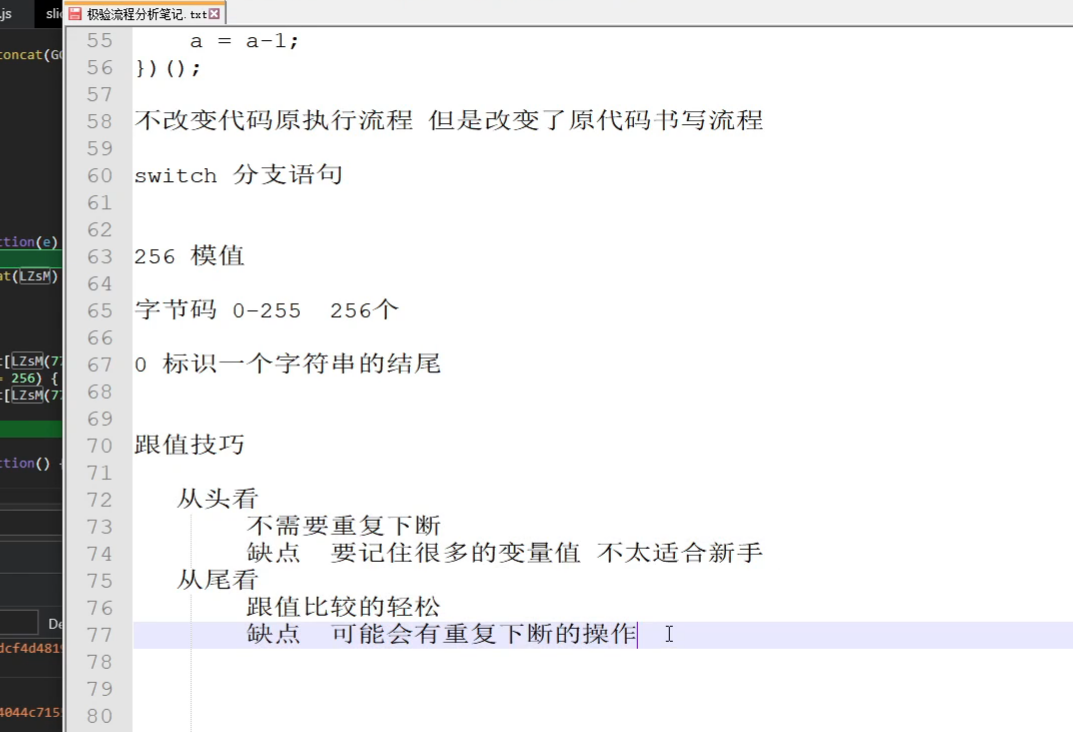 .js
sli
极验流程分析笔记.txt
concat(G
55 a = a-1;
56 })();
57
58 不改变代码原执行流程 但是改变了原代码书写流程
59
60 switch 分支语句
61
62
ction(e)
63 256 模值
at(LZsM)
64
65 字节码 0-255 256个
66
[LZsM(7
67 0 标识一个字符串的结尾
= 256) {
68
[LZsM(7
69
70 跟值技巧
ction() {
71
72 从头看
73 不需要重复下断
74 缺点 要记住很多的变量值 不太适合新手
75 从尾看
76 跟值比较的轻松
De
77 缺点 可能会有重复下断的操作
dcf4d481
78
79
4044c715
80